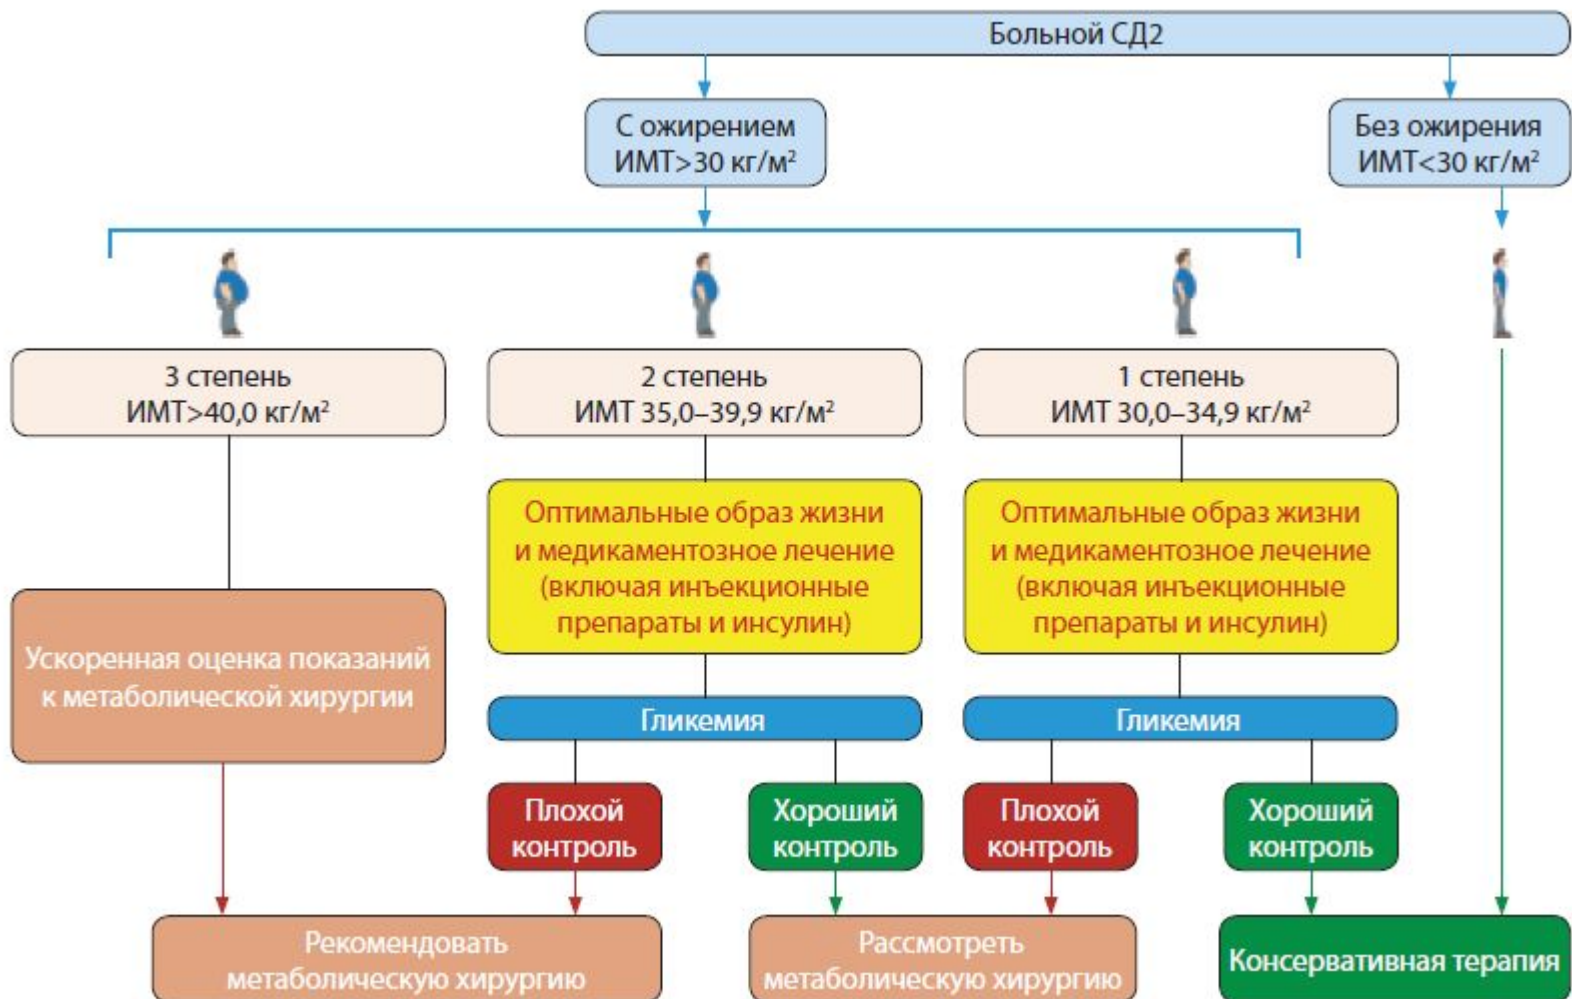 Больной СД2
С ожирением
ИМТ>30 кг/м²
Без ожирения
ИМТ<30 кг/м²
3 степень
ИМТ>40,0 кг/м²
2 степень
ИМТ 35,0–39,9 кг/м²
1 степень
ИМТ 30,0–34,9 кг/м²
Ускоренная оценка показаний
к метаболической хирургии
Оптимальные образ жизни
и медикаментозное лечение
(включая инъекционные
препараты и инсулин)
Оптимальные образ жизни
и медикаментозное лечение
(включая инъекционные
препараты и инсулин)
Гликемия
Гликемия
Плохой
контроль
Хороший
контроль
Плохой
контроль
Хороший
контроль
Рекомендовать
метаболическую хирургию
Рассмотреть
метаболическую хирургию
Консервативная терапия